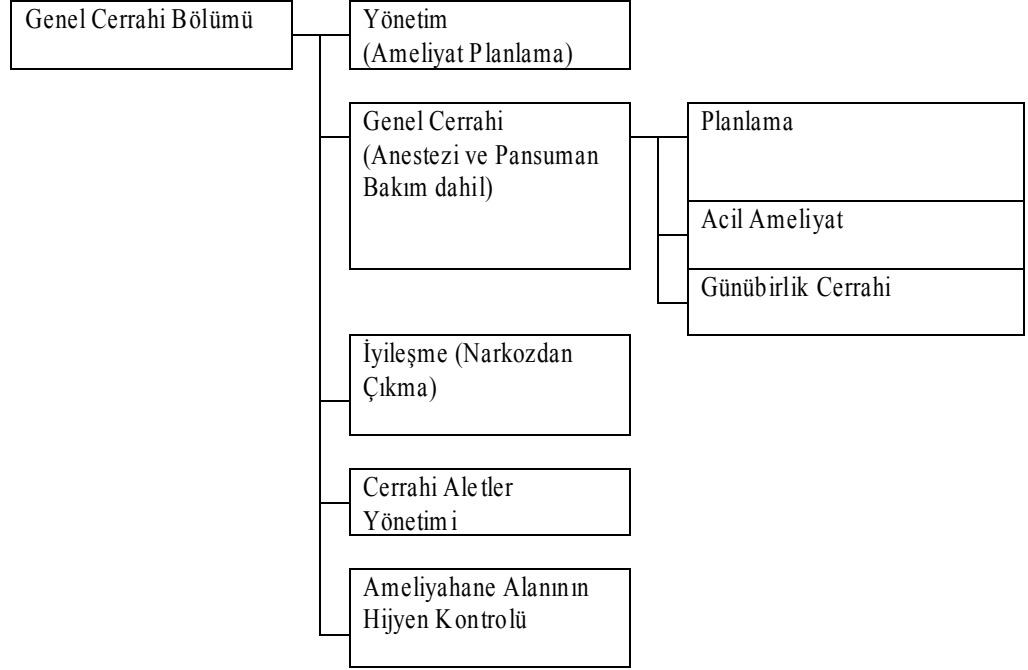 Genel Cerrahi Bölümü
Yönetim
(Ameliyat Planlama)
Genel Cerrahi
(Anestezi ve Pansuman
Bakım dahil)
Planlama
Acil Ameliyat
Günübirlik Cerrahi
İyileşme (Narkozdan
Çıkma)
Cerrahi Aletler
Yönetimi
Ameliyahane Alanının
Hijyen Kontrolü